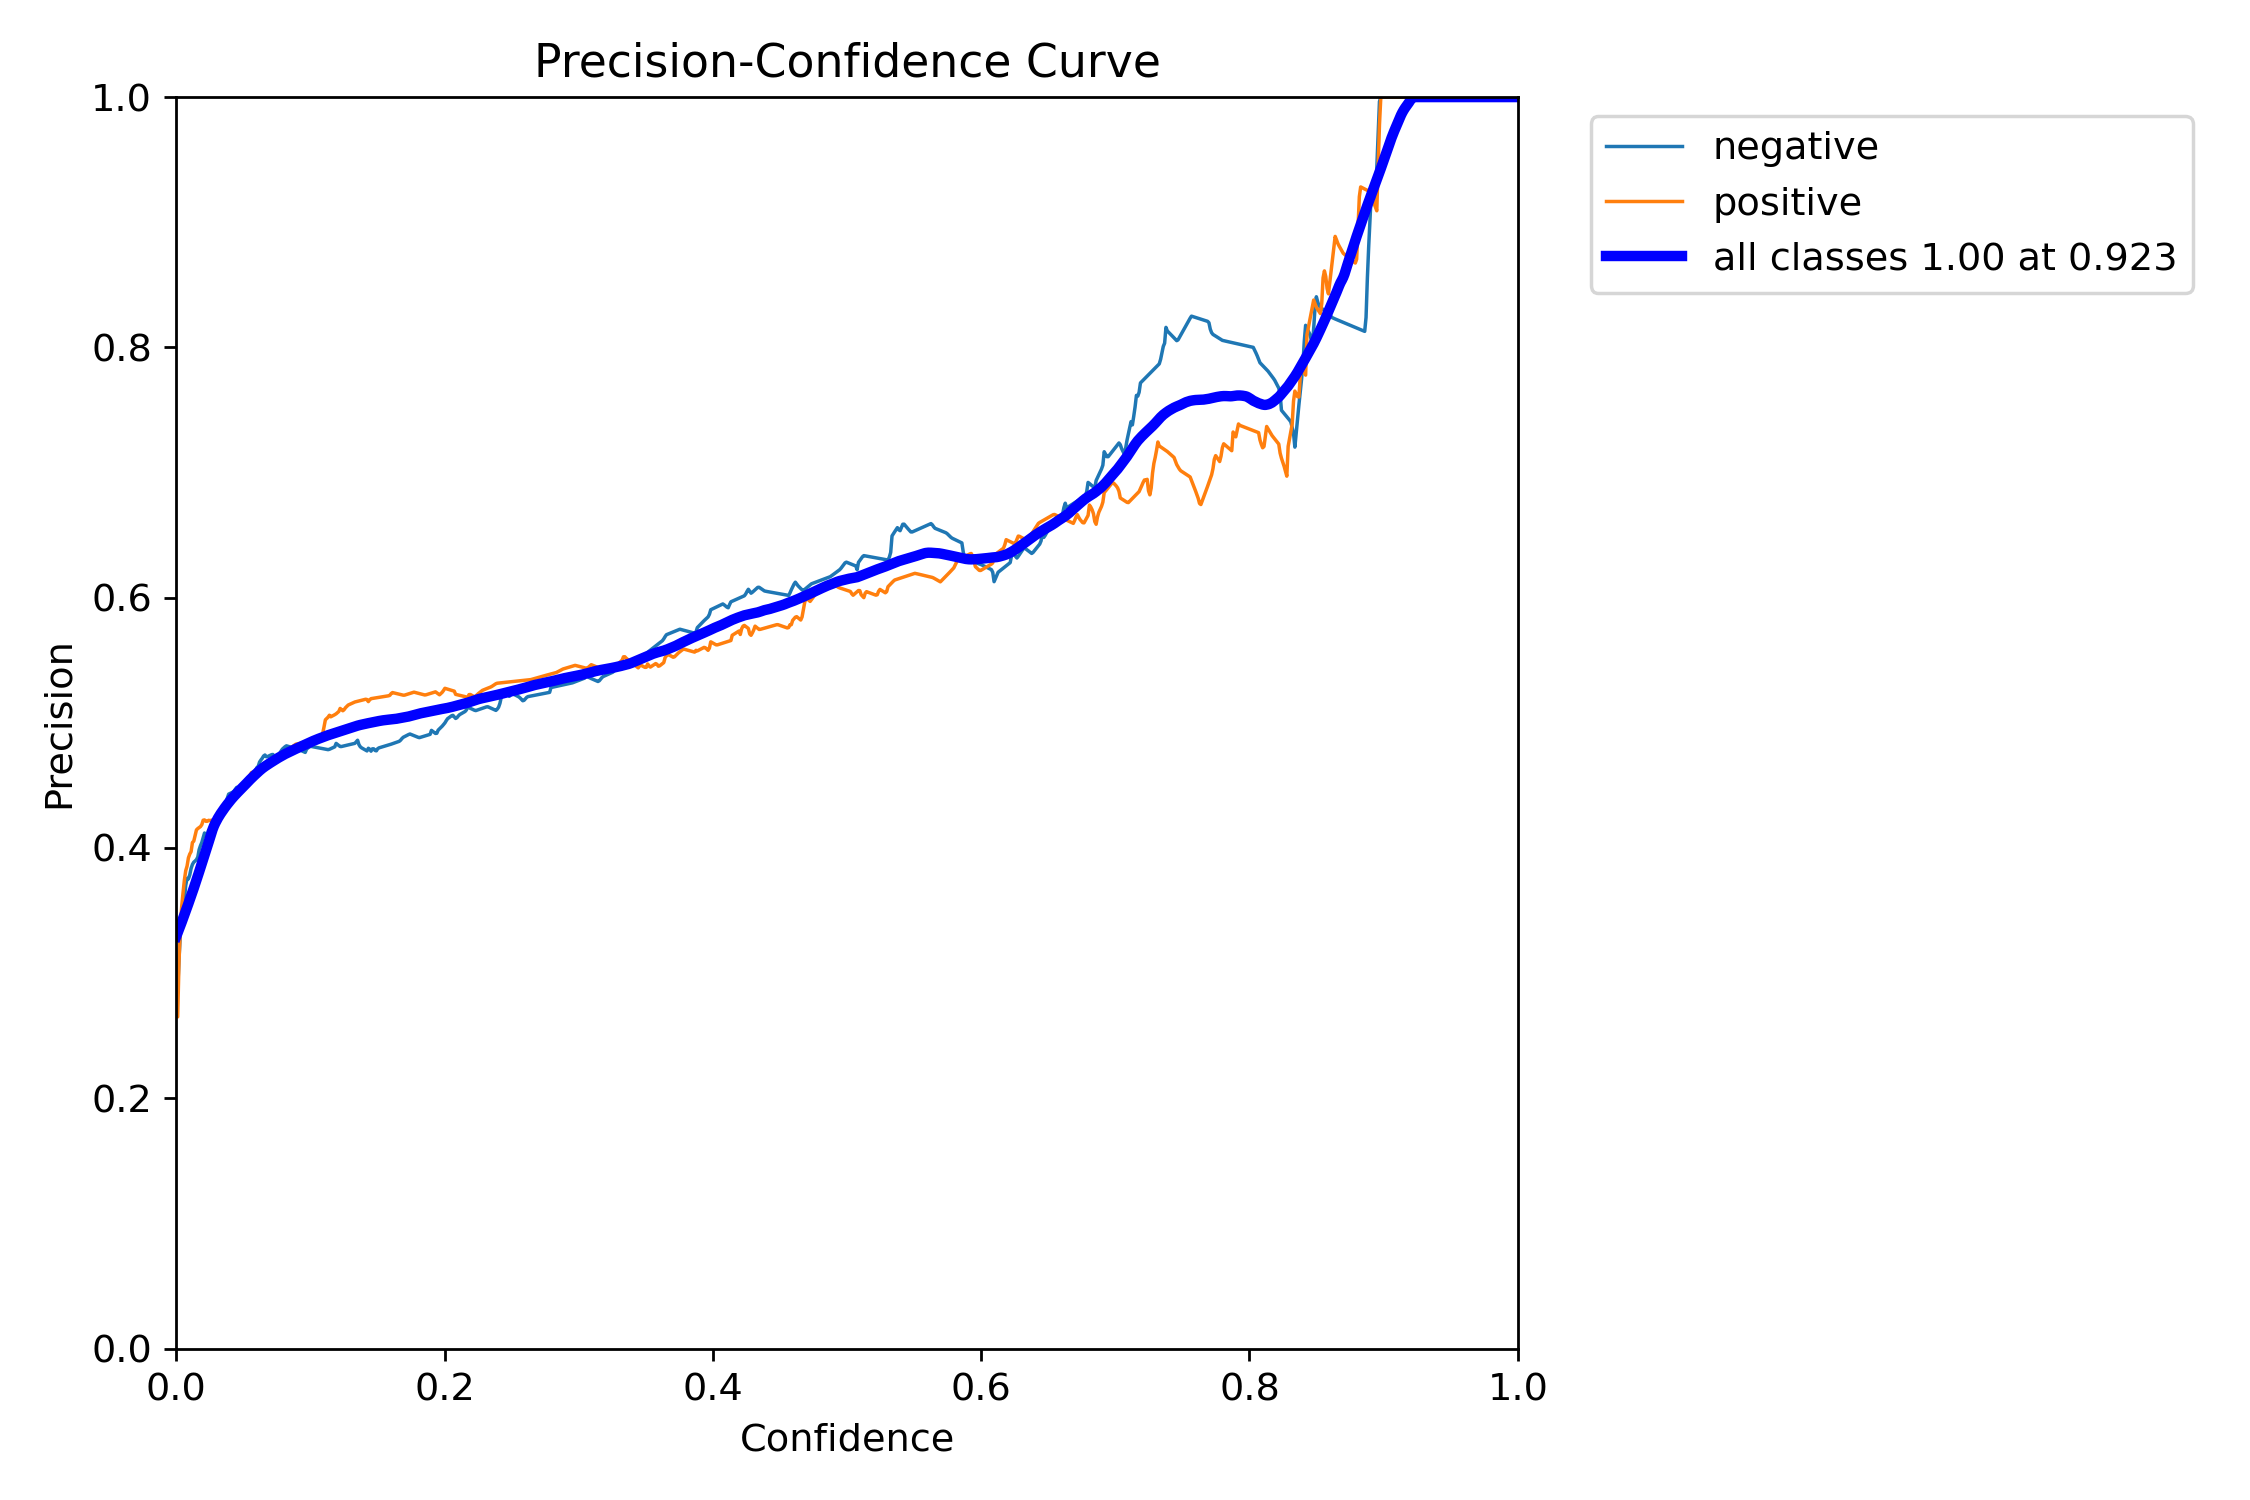 Precision-Confidence Curve
1.0
0.8
0.6
0.4
0.2
0.0
Precision
0.0 0.2 0.4 0.6 0.8 1.0
Confidence
negative
positive
all classes 1.00 at 0.923